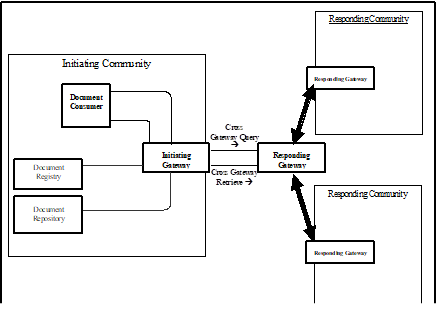 Responding Community
Responding Gateway
Initiating Community
Document
Consumer
Cross
Gateway Query
→
Initiating
Gateway
Responding
Gateway
Document
Registry
Cross Gateway
Retrieve →
Document
Repository
Responding Community
Responding Gateway